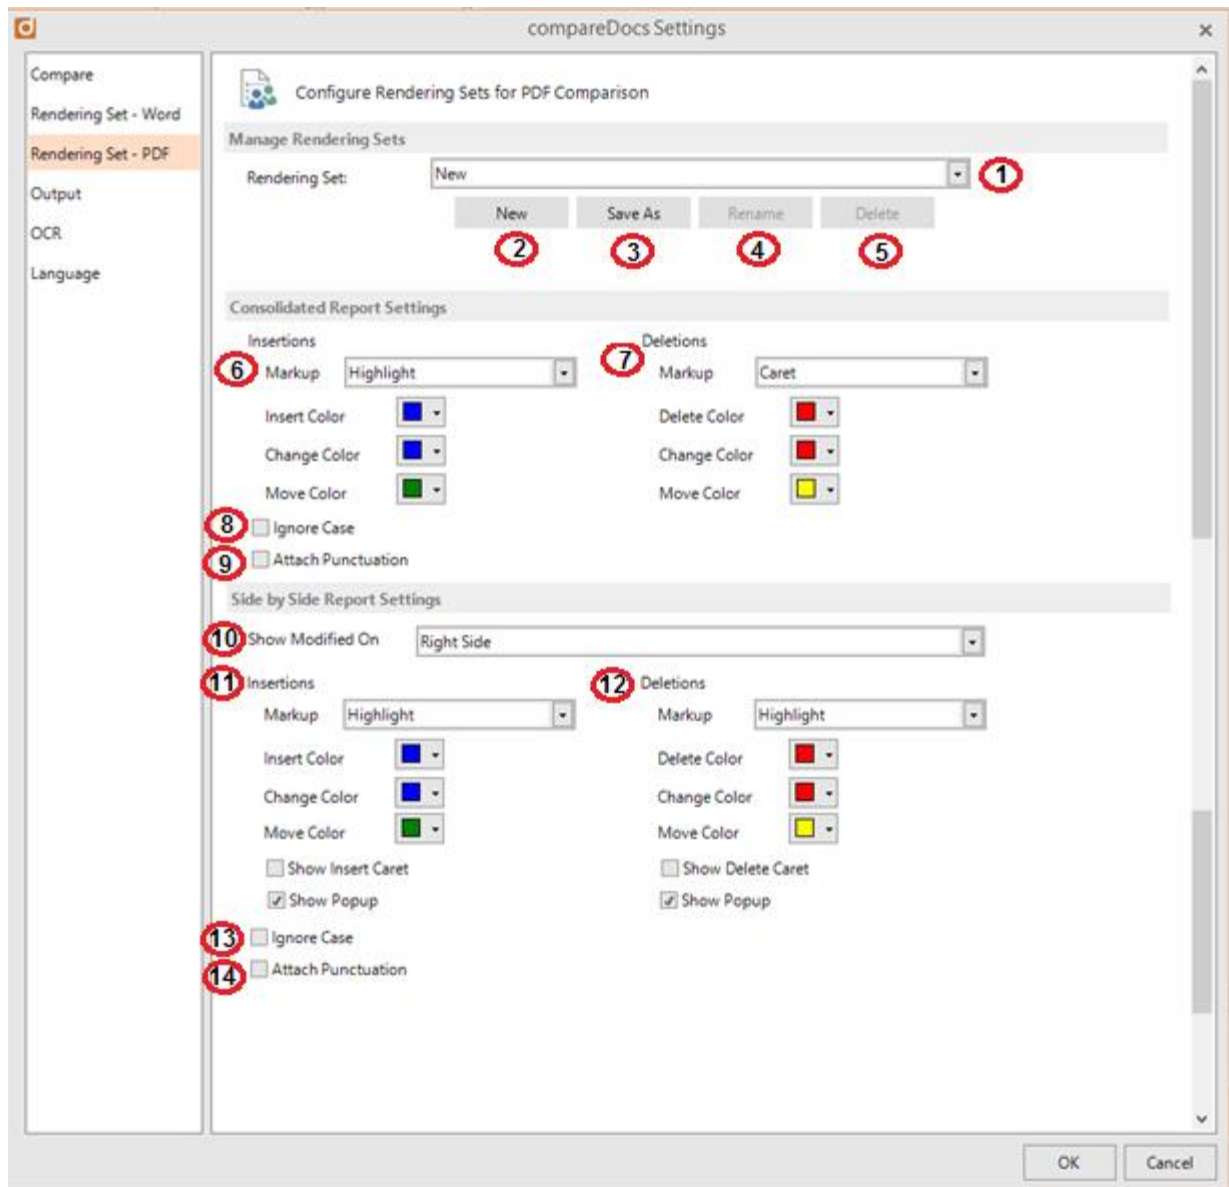 compareDocs Settings
Compare
Rendering Set - Word
Rendering Set - PDF
Output
OCR
Language
Configure Rendering Sets for PDF Comparison
Manage Rendering Sets
Rendering Set: New 1
New Save As Rename Delete
2 3 4 5
Consolidated Report Settings
Insertions Deletions
6 Markup Highlight 7 Markup Caret
Insert Color Delete Color
Change Color Change Color
Move Color Move Color
8 Ignore Case
9 Attach Punctuation
Side by Side Report Settings
10 Show Modified On Right Side
11 Insertions 12 Deletions
Markup Highlight Markup Highlight
Insert Color Delete Color
Change Color Change Color
Move Color Move Color
Show Insert Caret Show Delete Caret
Show Popup Show Popup
13 Ignore Case
14 Attach Punctuation
OK Cancel